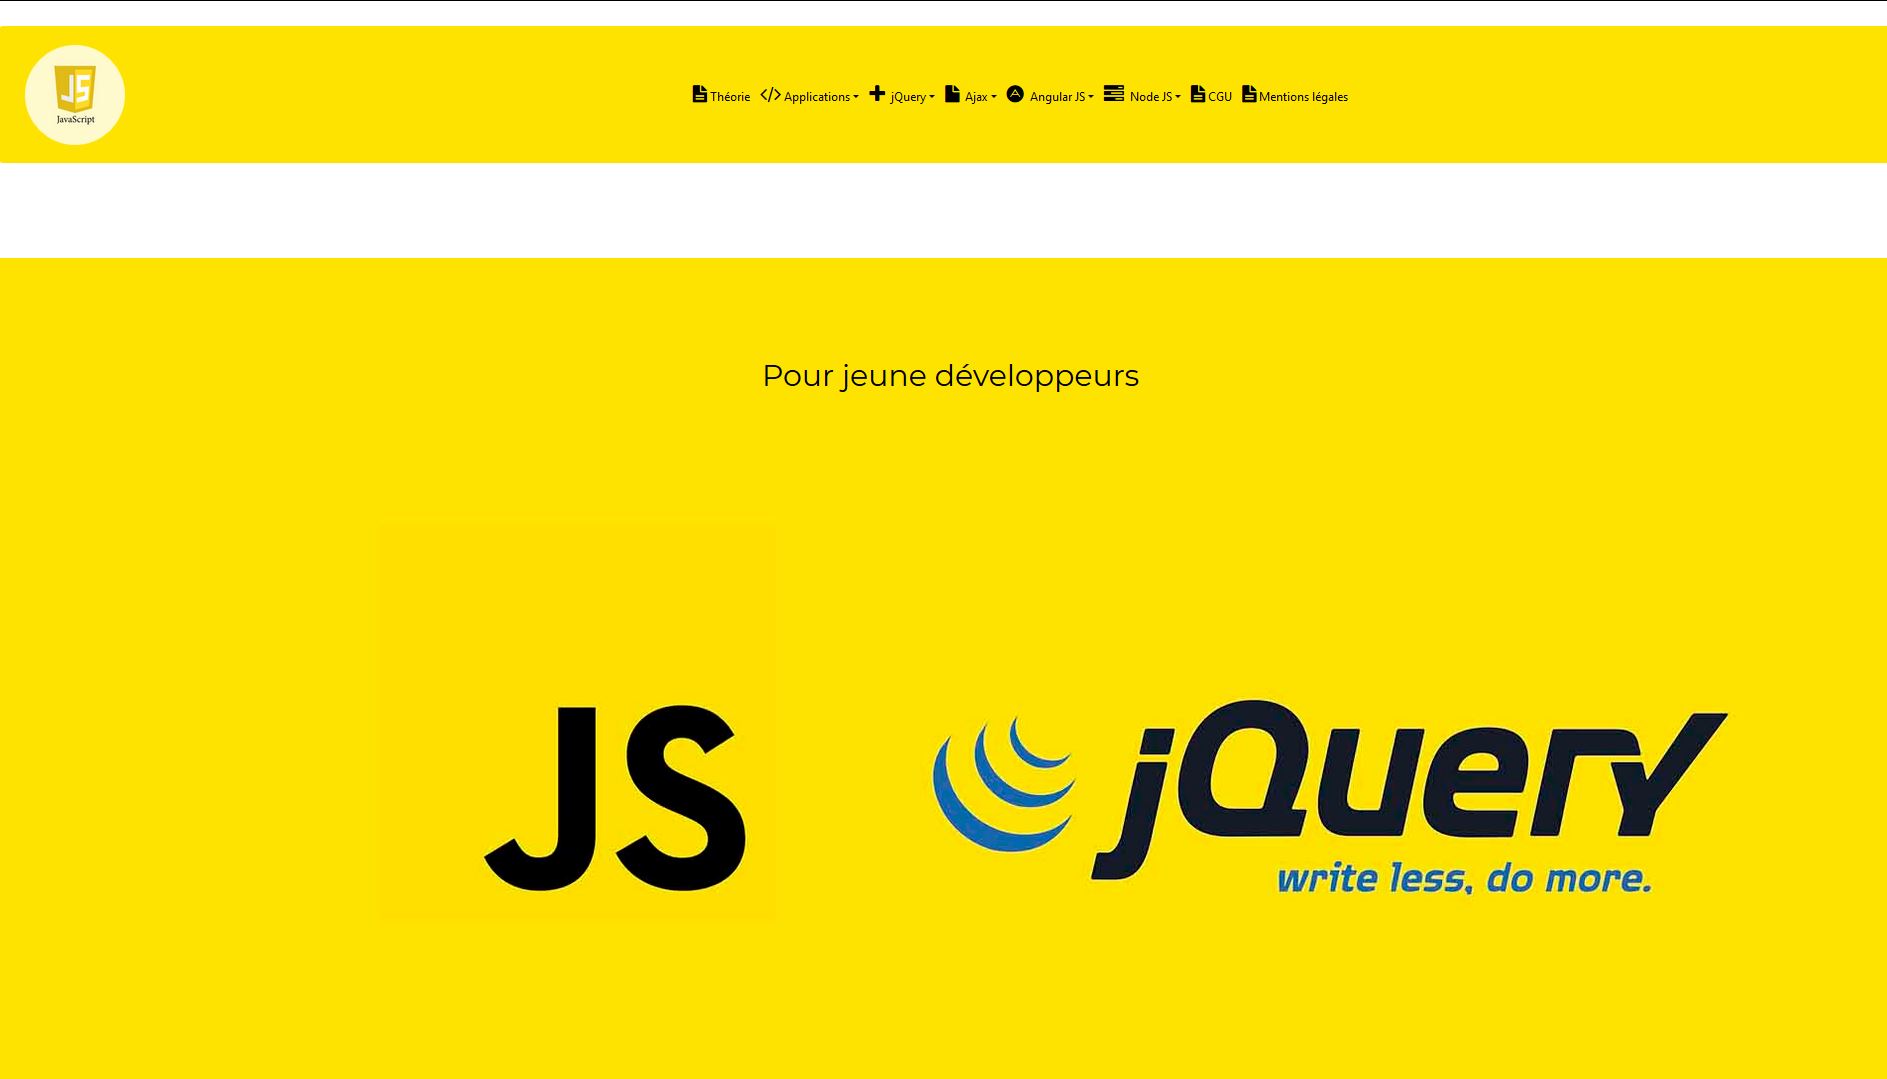 JS
JavaScript
Théorie Applications jQuery Ajax Angular JS Node JS CGU Mentions légales
Pour jeune développeurs
JS
jQuery
write less, do more.